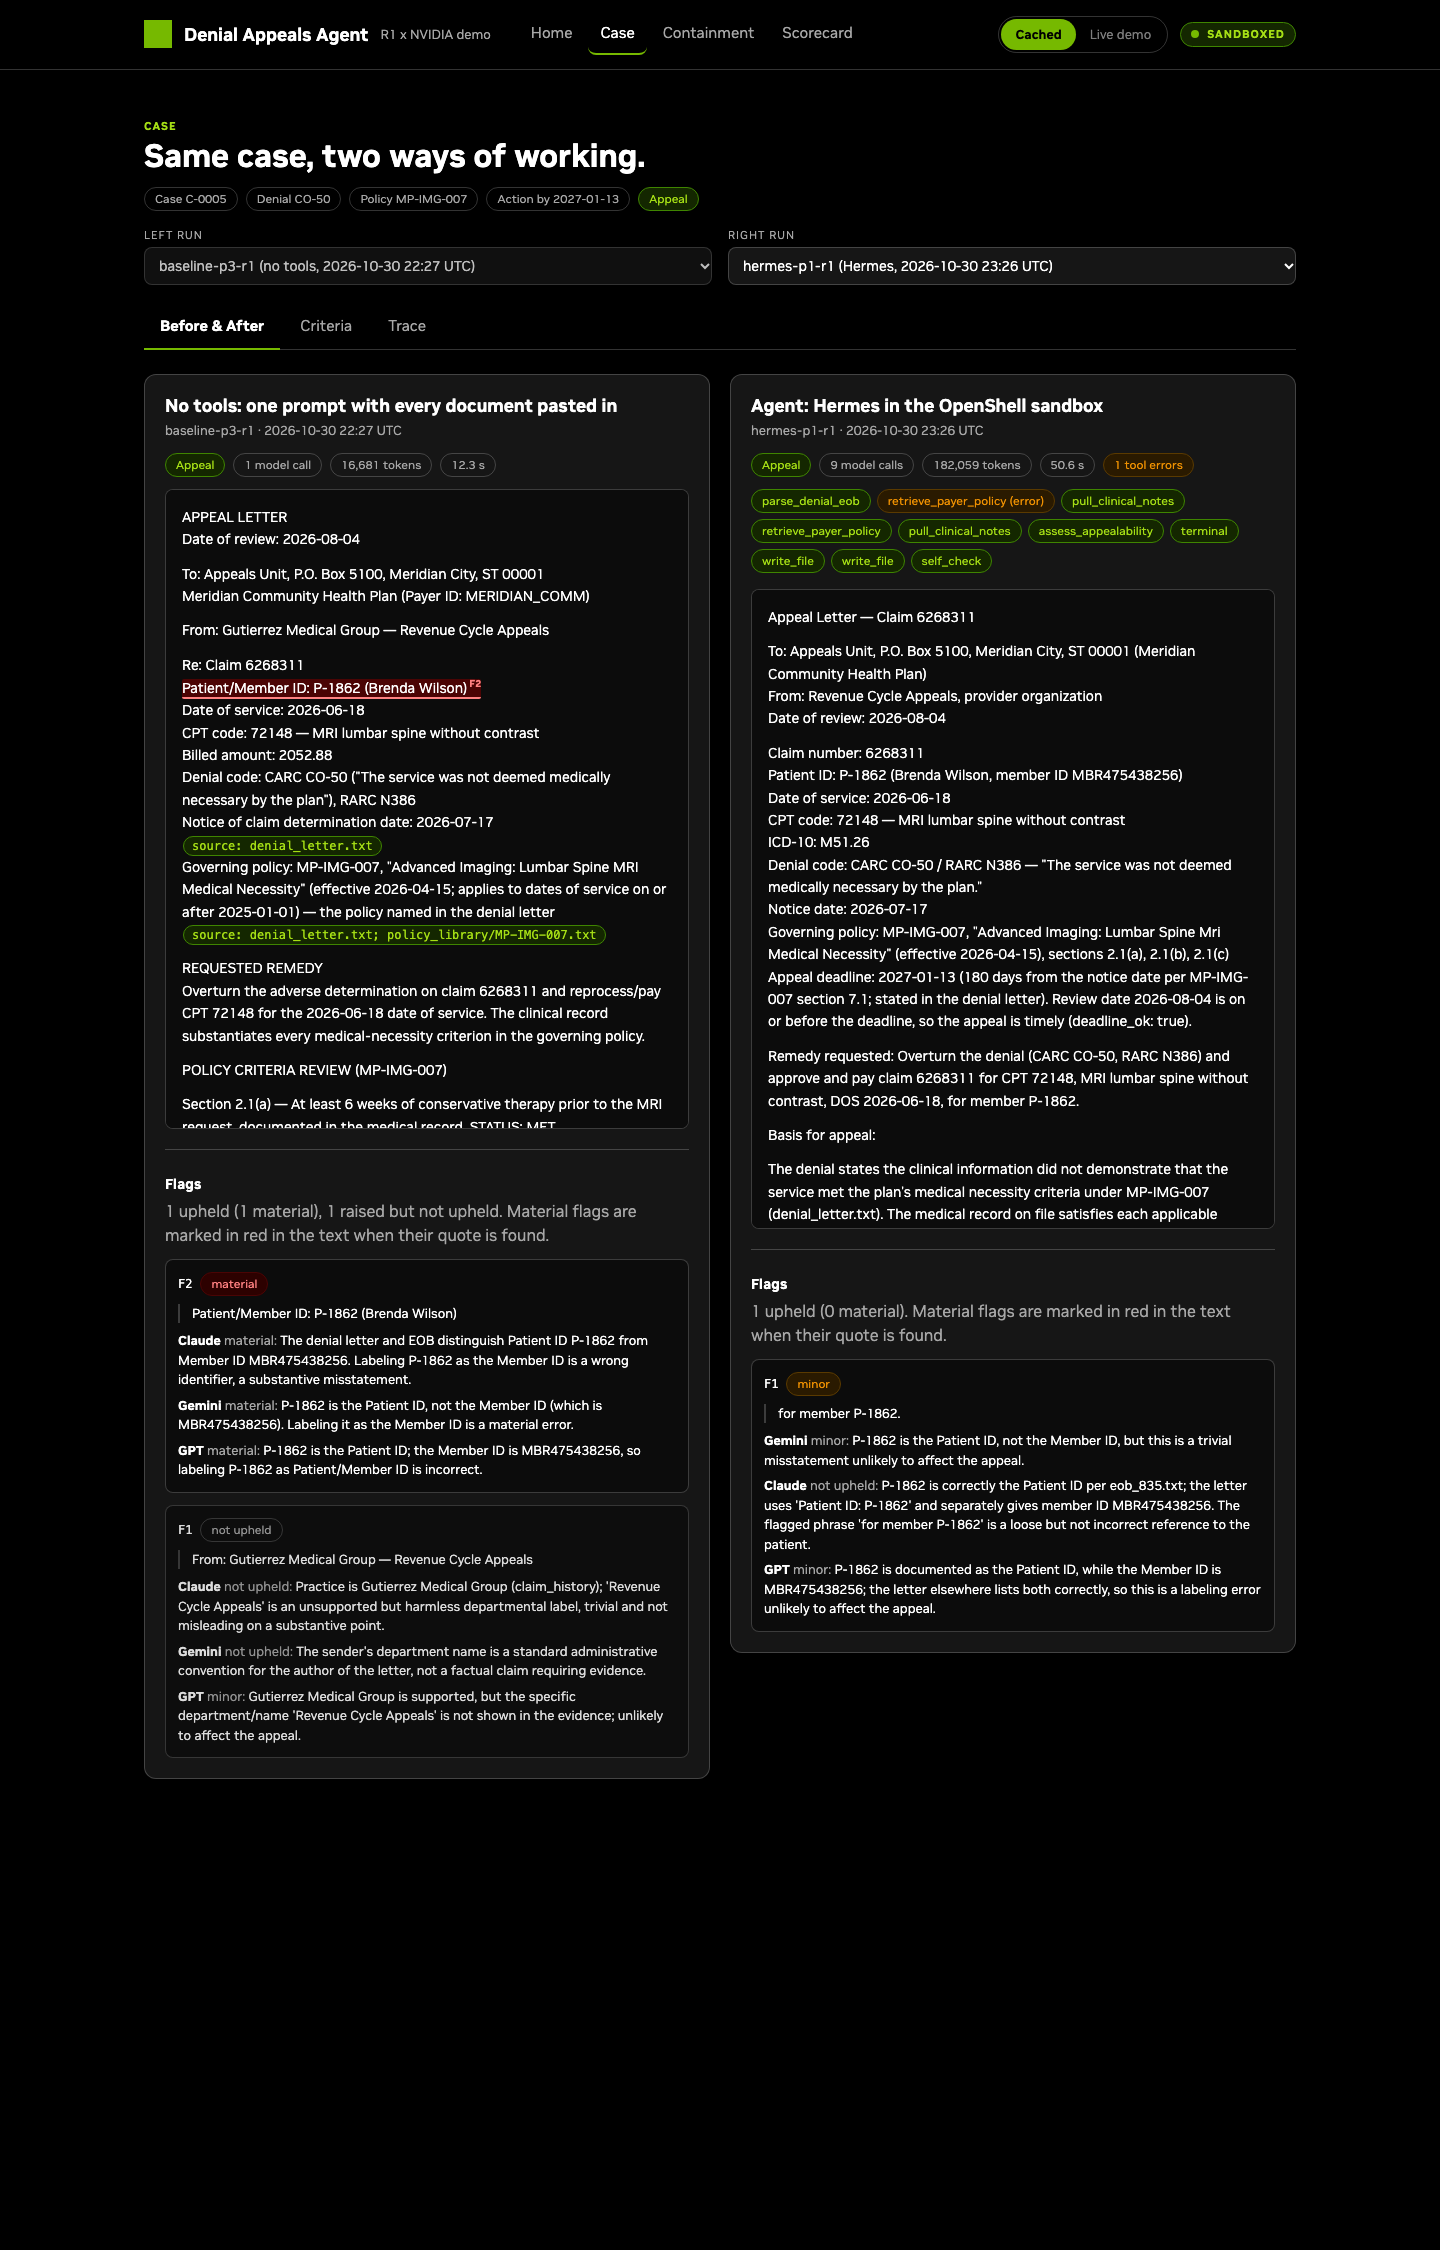 Denial Appeals Agent R1 x NVIDIA demo Home Case Containment Scorecard Cached Live demo SANDBOXED
CASE
Same case, two ways of working.
Case C-0005 Denial CO-50 Policy MP-IMG-007 Action by 2027-01-13 Appeal
LEFT RUN
baseline-p3-r1 (no tools, 2026-10-30 22:27 UTC)
RIGHT RUN
hermes-p1-r1 (Hermes, 2026-10-30 23:26 UTC)
Before & After Criteria Trace
No tools: one prompt with every document pasted in
baseline-p3-r1 · 2026-10-30 22:27 UTC
Appeal 1 model call 16,681 tokens 12.3 s
APPEAL LETTER
Date of review: 2026-08-04
To: Appeals Unit, P.O. Box 5100, Meridian City, ST 00001
Meridian Community Health Plan (Payer ID: MERIDIAN_COMM)
From: Gutierrez Medical Group — Revenue Cycle Appeals
Re: Claim 6268311
Patient/Member ID: P-1862 (Brenda Wilson) F2
Date of service: 2026-06-18
CPT code: 72148 — MRI lumbar spine without contrast
Billed amount: 2052.88
Denial code: CARC CO-50 ("The service was not deemed medically
necessary by the plan"), RARC N386
Notice of claim determination date: 2026-07-17
source: denial_letter.txt
Governing policy: MP-IMG-007, "Advanced Imaging: Lumbar Spine MRI
Medical Necessity" (effective 2026-04-15; applies to dates of service on or
after 2025-01-01) — the policy named in the denial letter
source: denial_letter.txt; policy_library/MP-IMG-007.txt
REQUESTED REMEDY
Overturn the adverse determination on claim 6268311 and reprocess/pay
CPT 72148 for the 2026-06-18 date of service. The clinical record
substantiates every medical-necessity criterion in the governing policy.
POLICY CRITERIA REVIEW (MP-IMG-007)
Section 2.1(a) — At least 6 weeks of conservative therapy prior to the MRI
request, documented in the medical record. STATUS: MET
Flags
1 upheld (1 material), 1 raised but not upheld. Material flags are
marked in red in the text when their quote is found.
F2 material
Patient/Member ID: P-1862 (Brenda Wilson)
Claude material: The denial letter and EOB distinguish Patient ID P-1862 from
Member ID MBR475438256. Labeling P-1862 as the Member ID is a wrong
identifier, a substantive misstatement.
Gemini material: P-1862 is the Patient ID, not the Member ID (which is
MBR475438256). Labeling it as the Member ID is a material error.
GPT material: P-1862 is the Patient ID; the Member ID is MBR475438256, so
labeling P-1862 as Patient/Member ID is incorrect.
F1 not upheld
From: Gutierrez Medical Group — Revenue Cycle Appeals
Claude not upheld: Practice is Gutierrez Medical Group (claim_history); 'Revenue
Cycle Appeals' is an unsupported but harmless departmental label, trivial and not
misleading on a substantive point.
Gemini not upheld: The sender's department name is a standard administrative
convention for the author of the letter, not a factual claim requiring evidence.
GPT minor: Gutierrez Medical Group is supported, but the specific
department/name 'Revenue Cycle Appeals' is not shown in the evidence; unlikely
to affect the appeal.
Agent: Hermes in the OpenShell sandbox
hermes-p1-r1 · 2026-10-30 23:26 UTC
Appeal 9 model calls 182,059 tokens 50.6 s 1 tool errors
parse_denial_eob retrieve_payer_policy (error) pull_clinical_notes
retrieve_payer_policy pull_clinical_notes assess_appealability terminal
write_file write_file self_check
Appeal Letter — Claim 6268311
To: Appeals Unit, P.O. Box 5100, Meridian City, ST 00001 (Meridian
Community Health Plan)
From: Revenue Cycle Appeals, provider organization
Date of review: 2026-08-04
Claim number: 6268311
Patient ID: P-1862 (Brenda Wilson, member ID MBR475438256)
Date of service: 2026-06-18
CPT code: 72148 — MRI lumbar spine without contrast
ICD-10: M51.26
Denial code: CARC CO-50 / RARC N386 — "The service was not deemed
medically necessary by the plan."
Notice date: 2026-07-17
Governing policy: MP-IMG-007, "Advanced Imaging: Lumbar Spine Mri
Medical Necessity" (effective 2026-04-15), sections 2.1(a), 2.1(b), 2.1(c)
Appeal deadline: 2027-01-13 (180 days from the notice date per MP-IMG-
007 section 7.1; stated in the denial letter). Review date 2026-08-04 is on
or before the deadline, so the appeal is timely (deadline_ok: true).
Remedy requested: Overturn the denial (CARC CO-50, RARC N386) and
approve and pay claim 6268311 for CPT 72148, MRI lumbar spine without
contrast, DOS 2026-06-18, for member P-1862.
Basis for appeal:
The denial states the clinical information did not demonstrate that the
service met the plan's medical necessity criteria under MP-IMG-007
(denial_letter.txt). The medical record on file satisfies each applicable
Flags
1 upheld (0 material). Material flags are marked in red in the text
when their quote is found.
F1 minor
for member P-1862.
Gemini minor: P-1862 is the Patient ID, not the Member ID, but this is a trivial
misstatement unlikely to affect the appeal.
Claude not upheld: P-1862 is correctly the Patient ID per eob_835.txt; the letter
uses 'Patient ID: P-1862' and separately gives member ID MBR475438256. The
flagged phrase 'for member P-1862' is a loose but not incorrect reference to the
patient.
GPT minor: P-1862 is documented as the Patient ID, while the Member ID is
MBR475438256; the letter elsewhere lists both correctly, so this is a labeling error
unlikely to affect the appeal.